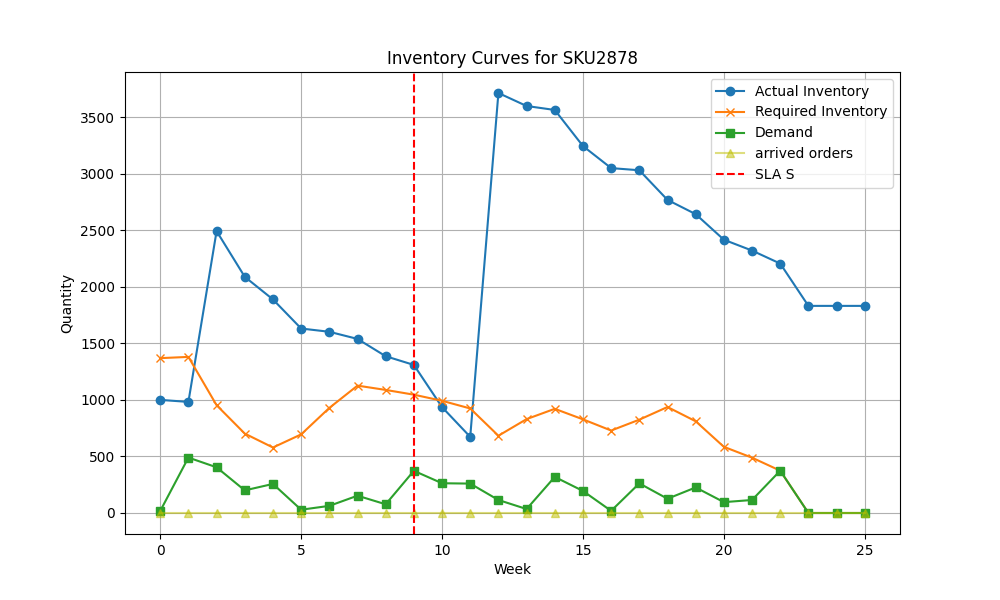 Inventory Curves for SKU2878
Actual Inventory
Required Inventory
Demand
arrived orders
SLA S
3500
3000
2500
2000
1500
1000
500
0
Quantity
0 5 10 15 20 25
Week